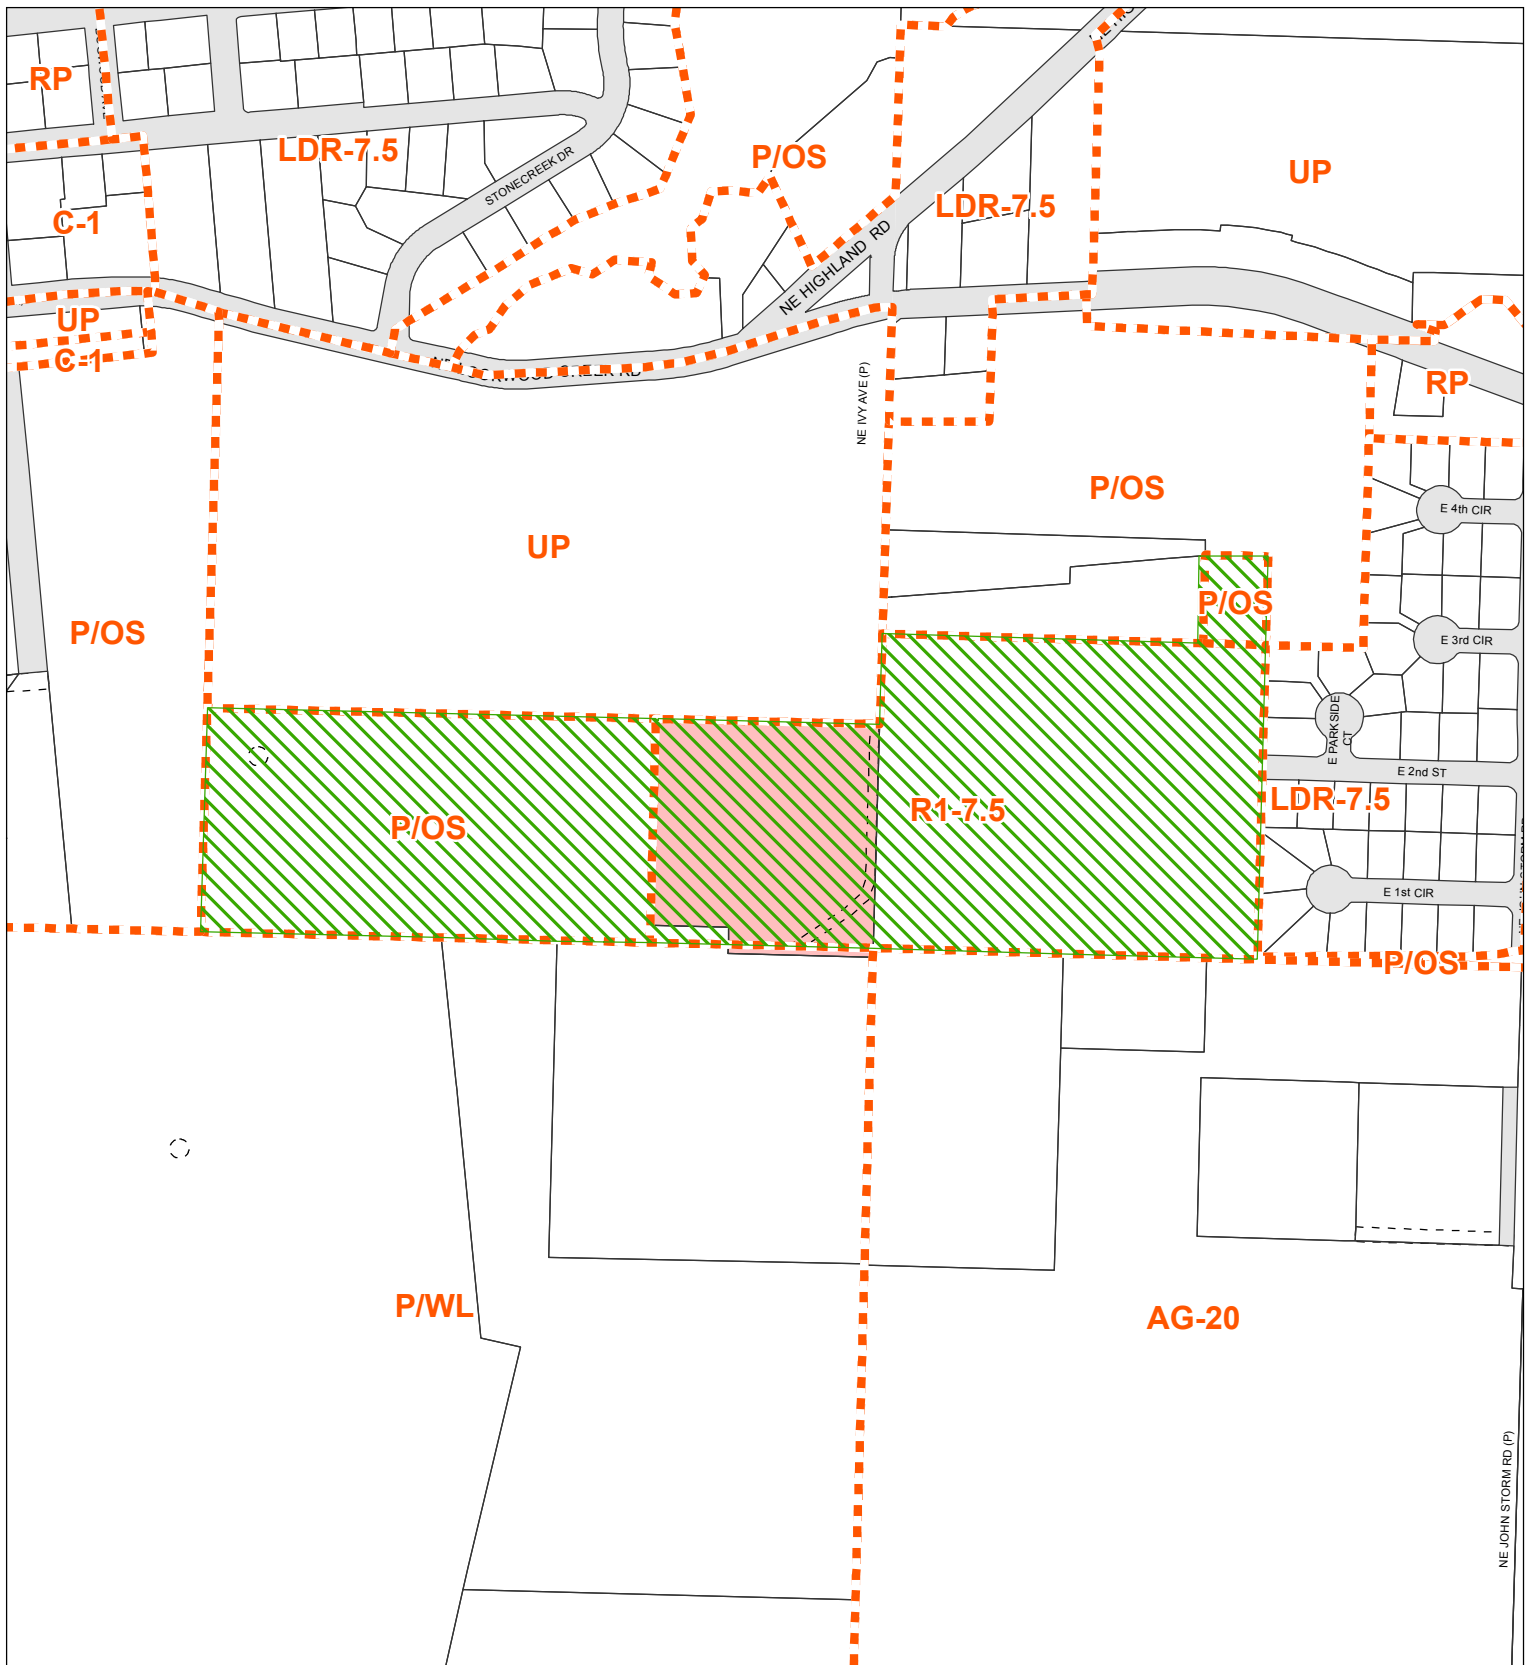 RP
LDR-7.5
STONECREEK DR
P/OS
UP
LDR-7.5
C-1
NE HIGHLAND RD
UP
C-1
RP
NE IVY AVE (P)
P/OS
E 4th CIR
UP
P/OS
P/OS
E 3rd CIR
E PARKSIDE
CT
E 2nd ST
R1-7.5
LDR-7.5
P/OS
E 1st CIR
P/OS
P/WL
AG-20
NE JOHN STORM RD (P)